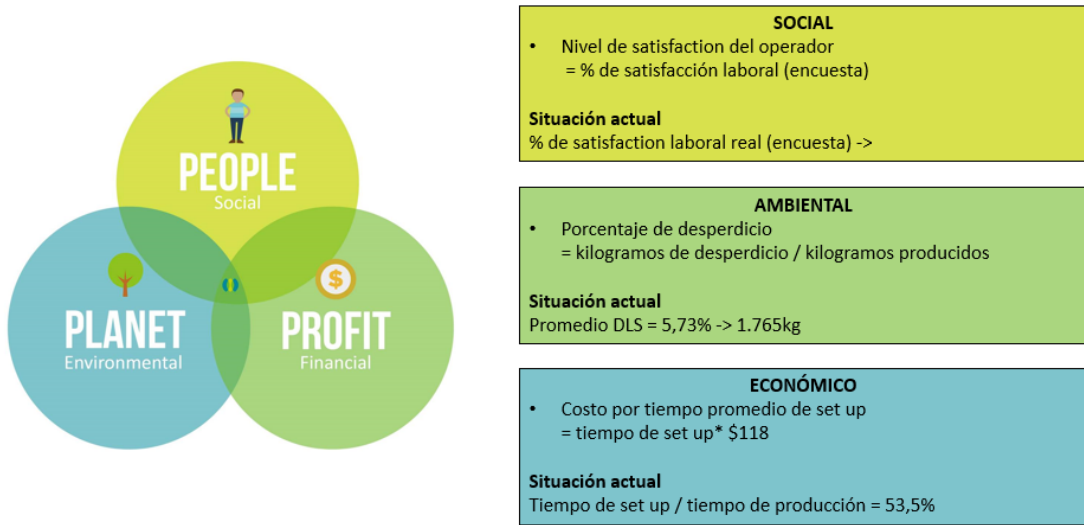 PEOPLE
Social
PLANET
Environmental
$
PROFIT
Financial
SOCIAL
• Nivel de satisfaction del operador
= % de satisfacción laboral (encuesta)
Situación actual
% de satisfaction laboral real (encuesta) ->
AMBIENTAL
• Porcentaje de desperdicio
= kilogramos de desperdicio / kilogramos producidos
Situación actual
Promedio DLS = 5,73% -> 1.765kg
ECONÓMICO
• Costo por tiempo promedio de set up
= tiempo de set up* $118
Situación actual
Tiempo de set up / tiempo de producción = 53,5%